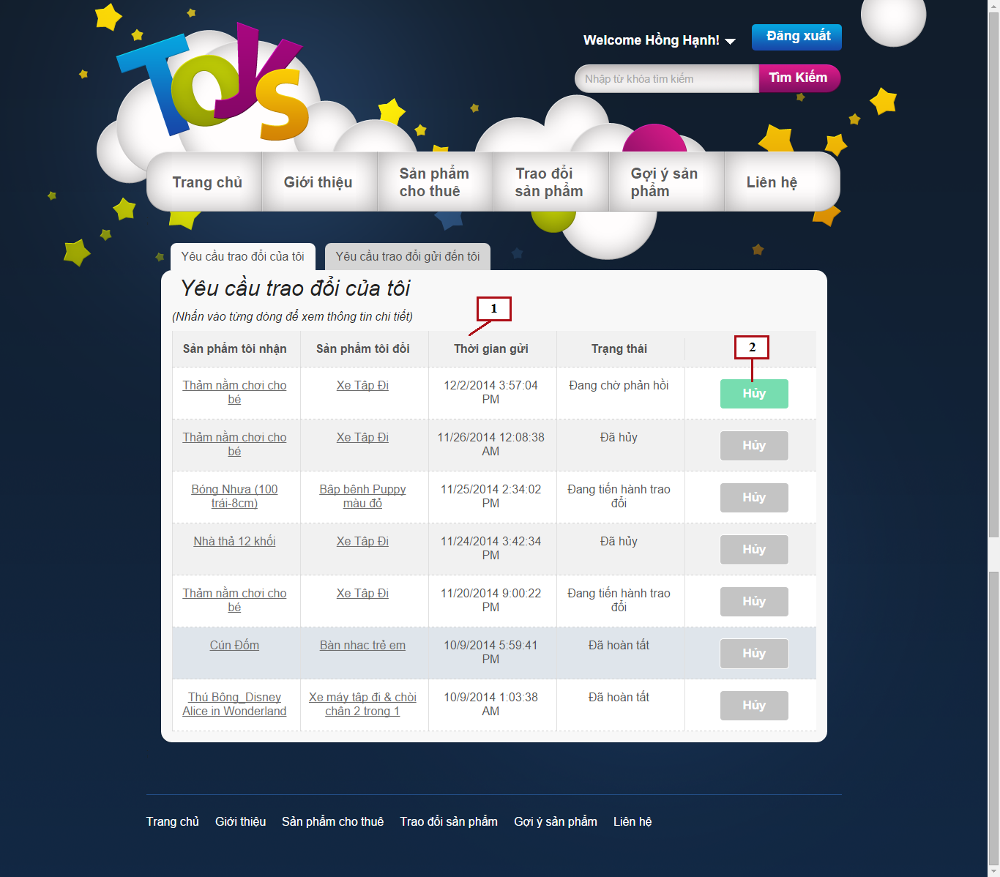 Toys
Welcome Hồng Hạnh!
Đăng xuất
Nhập từ khóa tìm kiếm
Tìm Kiếm
Trang chủ
Giới thiệu
Sản phẩm
cho thuê
Trao đổi
sản phẩm
Gợi ý sản
phẩm
Liên hệ
Yêu cầu trao đổi của tôi
Yêu cầu trao đổi gửi đến tôi
Yêu cầu trao đổi của tôi
1
(Nhấn vào từng dòng để xem thông tin chi tiết)
Sản phẩm tôi nhận
Sản phẩm tôi đổi
Thời gian gửi
Trạng thái
2
Thảm nằm chơi cho
bé
Xe Tập Đi
12/2/2014 3:57:04
PM
Đang chờ phản hồi
Hủy
Thảm nằm chơi cho
bé
Xe Tập Đi
11/26/2014 12:08:38
AM
Đã hủy
Hủy
Bóng Nhựa (100
trái-8cm)
Bập bênh Puppy
màu đỏ
11/25/2014 2:34:02
PM
Đang tiến hành trao
đổi
Hủy
Nhà thả 12 khối
Xe Tập Đi
11/24/2014 3:42:34
PM
Đã hủy
Hủy
Thảm nằm chơi cho
bé
Xe Tập Đi
11/20/2014 9:00:22
PM
Đang tiến hành trao
đổi
Hủy
Cún Đốm
Bàn nhạc trẻ em
10/9/2014 5:59:41
PM
Đã hoàn tất
Hủy
Thú Bông_Disney
Alice in Wonderland
Xe máy tập đi & chòi
chân 2 trong 1
10/9/2014 1:03:38
AM
Đã hoàn tất
Hủy
Trang chủ
Giới thiệu
Sản phẩm cho thuê
Trao đổi sản phẩm
Gợi ý sản phẩm
Liên hệ